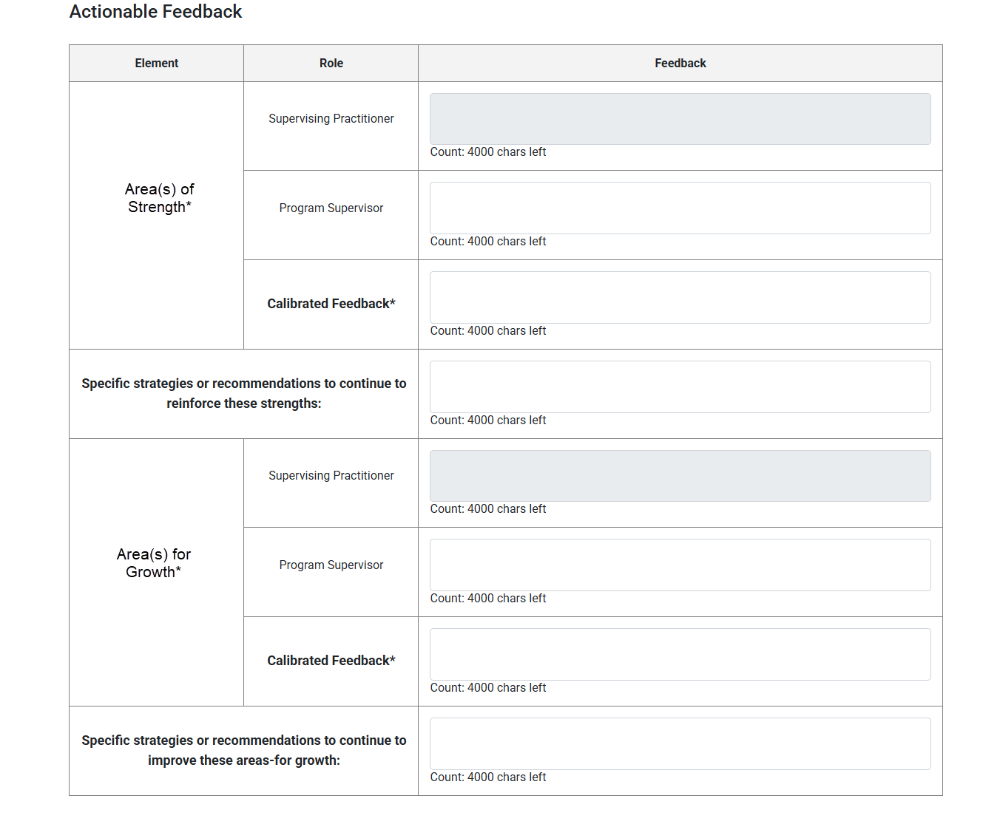 Actionable Feedback
Element
Role
Feedback
Area(s) of
Strength*
Supervising Practitioner
Count: 4000 chars left
Program Supervisor
Count: 4000 chars left
Calibrated Feedback*
Count: 4000 chars left
Specific strategies or recommendations to continue to
reinforce these strengths:
Count: 4000 chars left
Area(s) for
Growth*
Supervising Practitioner
Count: 4000 chars left
Program Supervisor
Count: 4000 chars left
Calibrated Feedback*
Count: 4000 chars left
Specific strategies or recommendations to continue to
improve these areas-for growth:
Count: 4000 chars left